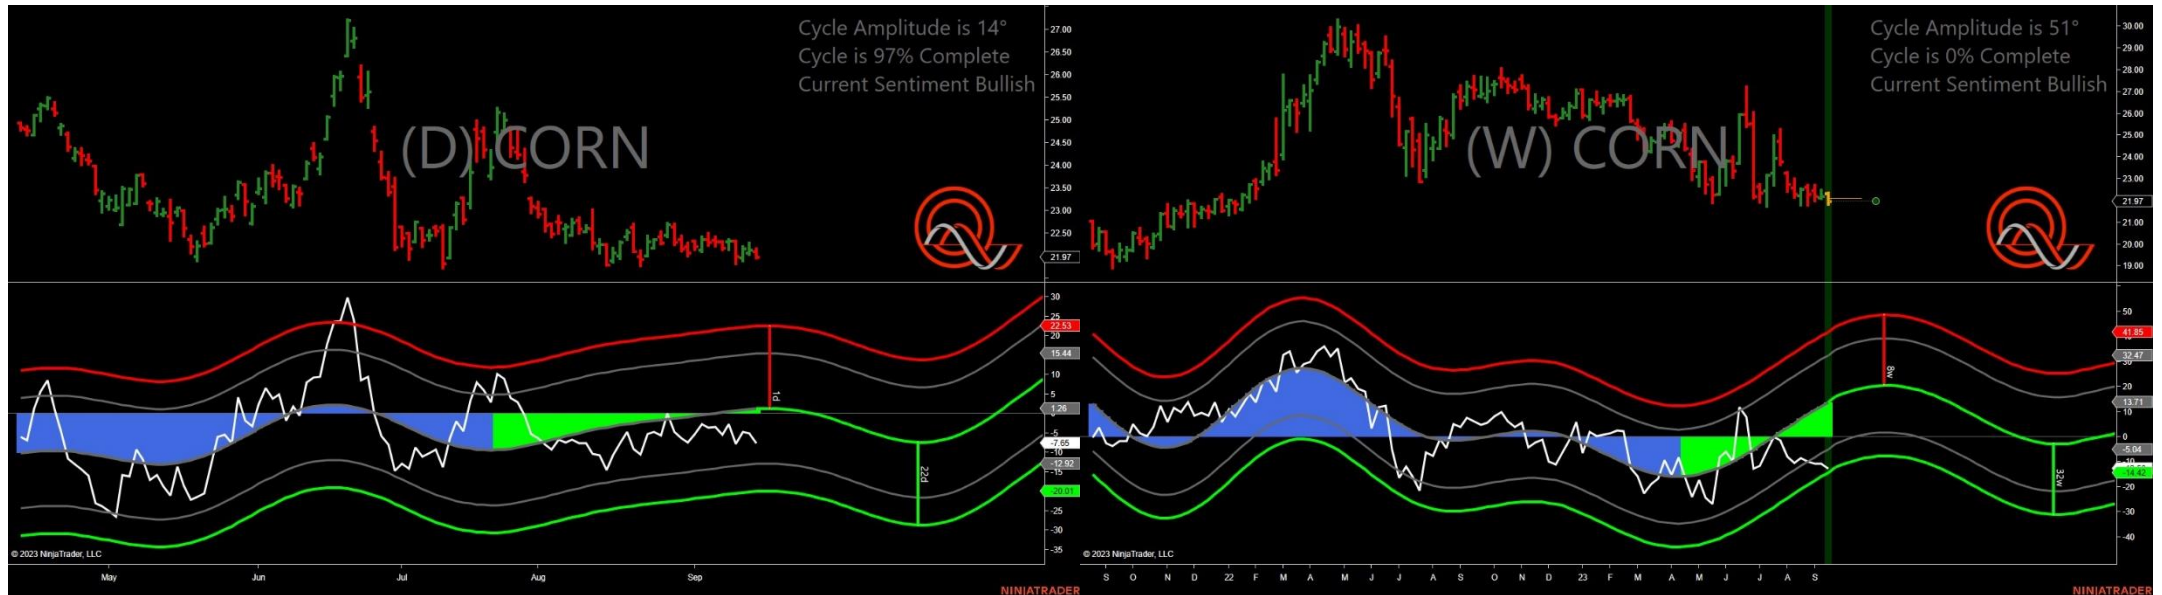 Cycle Amplitude is 14°
Cycle is 97% Complete
Current Sentiment Bullish
(D) CORN
27.00
26.50
26.00
25.50
25.00
24.50
24.00
23.50
23.00
22.50
21.97
30
25
22.53
20
15.44
10
5
1.26
-5
-7.65
-10
-12.92
-15
-20.01
-25
-30
-35
1d
22d
© 2023 NinjaTrader, LLC
May Jun Jul Aug Sep
NINJATRADER
Cycle Amplitude is 51°
Cycle is 0% Complete
Current Sentiment Bullish
(W) CORN
30.00
29.00
28.00
27.00
26.00
25.00
24.00
23.00
21.97
21.00
20.00
19.00
50
41.85
32.47
20
13.71
10
0
-5.04
-10
-14.42
-20
-30
-40
8w
32w
© 2023 NinjaTrader, LLC
S O N D 22 F M A M J J A S O N D 23 F M A M J J A S
NINJATRADER